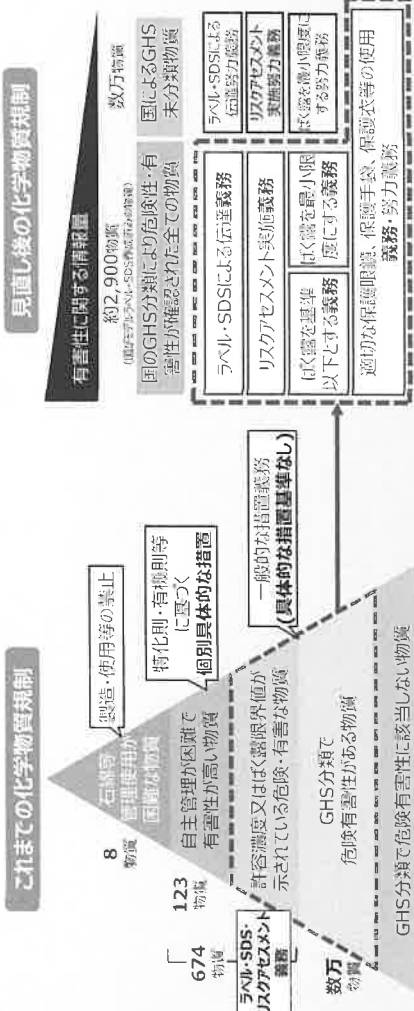 これまでの化学物質規制
8
物質
石綿等
管理使用が
困難な物質
製造・使用等の禁止
123
物質
自主管理が困難で
有害性が高い物質
特化則・有機則等
に基づく
個別具体的な措置
674
物質
ラベル・SDS・
リスクアセスメント
義務
許容濃度又はばく露限界値が
示されている危険・有害な物質
一般的な措置義務
(具体的な措置基準なし)
数万
物質
GHS分類で
危険有害性がある物質
GHS分類で危険有害性に該当しない物質
見直し後の化学物質規制
有害性に関する情報量
約2,900物質
(国がモデルラベル・SDS作成済みの物質)
数万物質
国のGHS分類により危険性・有
害性が確認された全ての物質
国によるGHS
未分類物質
ラベル・SDSによる伝達義務
ラベル・SDSによる
伝達努力義務
リスクアセスメント実施義務
リスクアセスメント
実施努力義務
ばく露を基準
以下とする義務
ばく露を最小限
度にする義務
ばく露を最小限度に
する努力義務
適切な保護眼鏡、保護手袋、保護衣等の使用
義務・努力義務